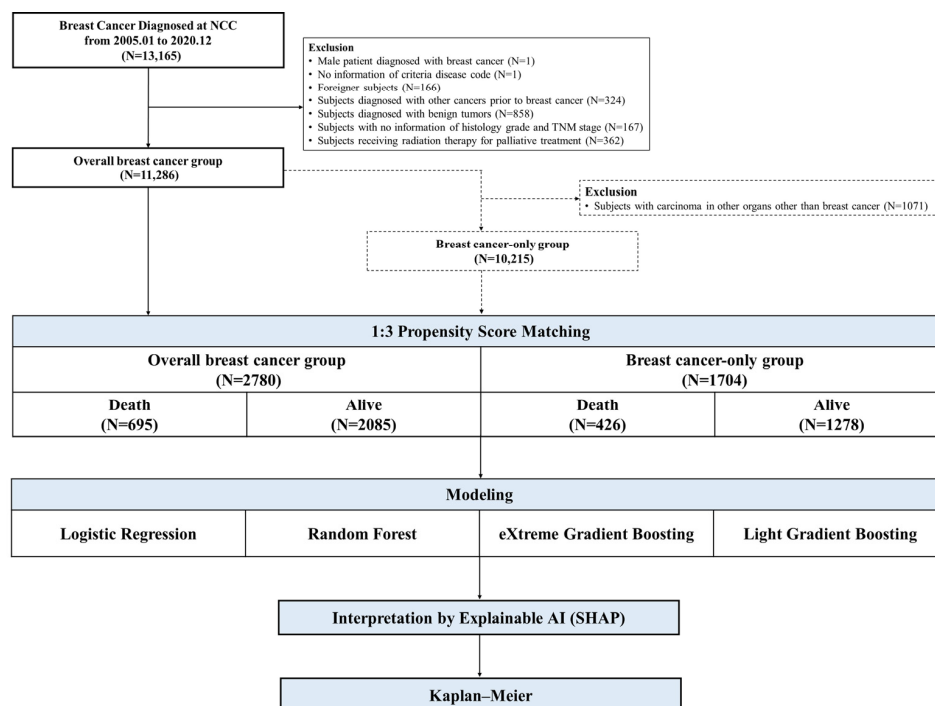 Breast Cancer Diagnosed at NCC
from 2005.01 to 2020.12
(N=13,165)
Exclusion
• Male patient diagnosed with breast cancer (N=1)
• No information of criteria disease code (N=1)
• Foreigner subjects (N=166)
• Subjects diagnosed with other cancers prior to breast cancer (N=324)
• Subjects diagnosed with benign tumors (N=858)
• Subjects with no information of histology grade and TNM stage (N=167)
• Subjects receiving radiation therapy for palliative treatment (N=362)
Overall breast cancer group
(N=11,286)
Exclusion
• Subjects with carcinoma in other organs other than breast cancer (N=1071)
Breast cancer-only group
(N=10,215)
1:3 Propensity Score Matching
Overall breast cancer group
(N=2780)
Breast cancer-only group
(N=1704)
Death
(N=695)
Alive
(N=2085)
Death
(N=426)
Alive
(N=1278)
Modeling
Logistic Regression
Random Forest
eXtreme Gradient Boosting
Light Gradient Boosting
Interpretation by Explainable AI (SHAP)
Kaplan–Meier